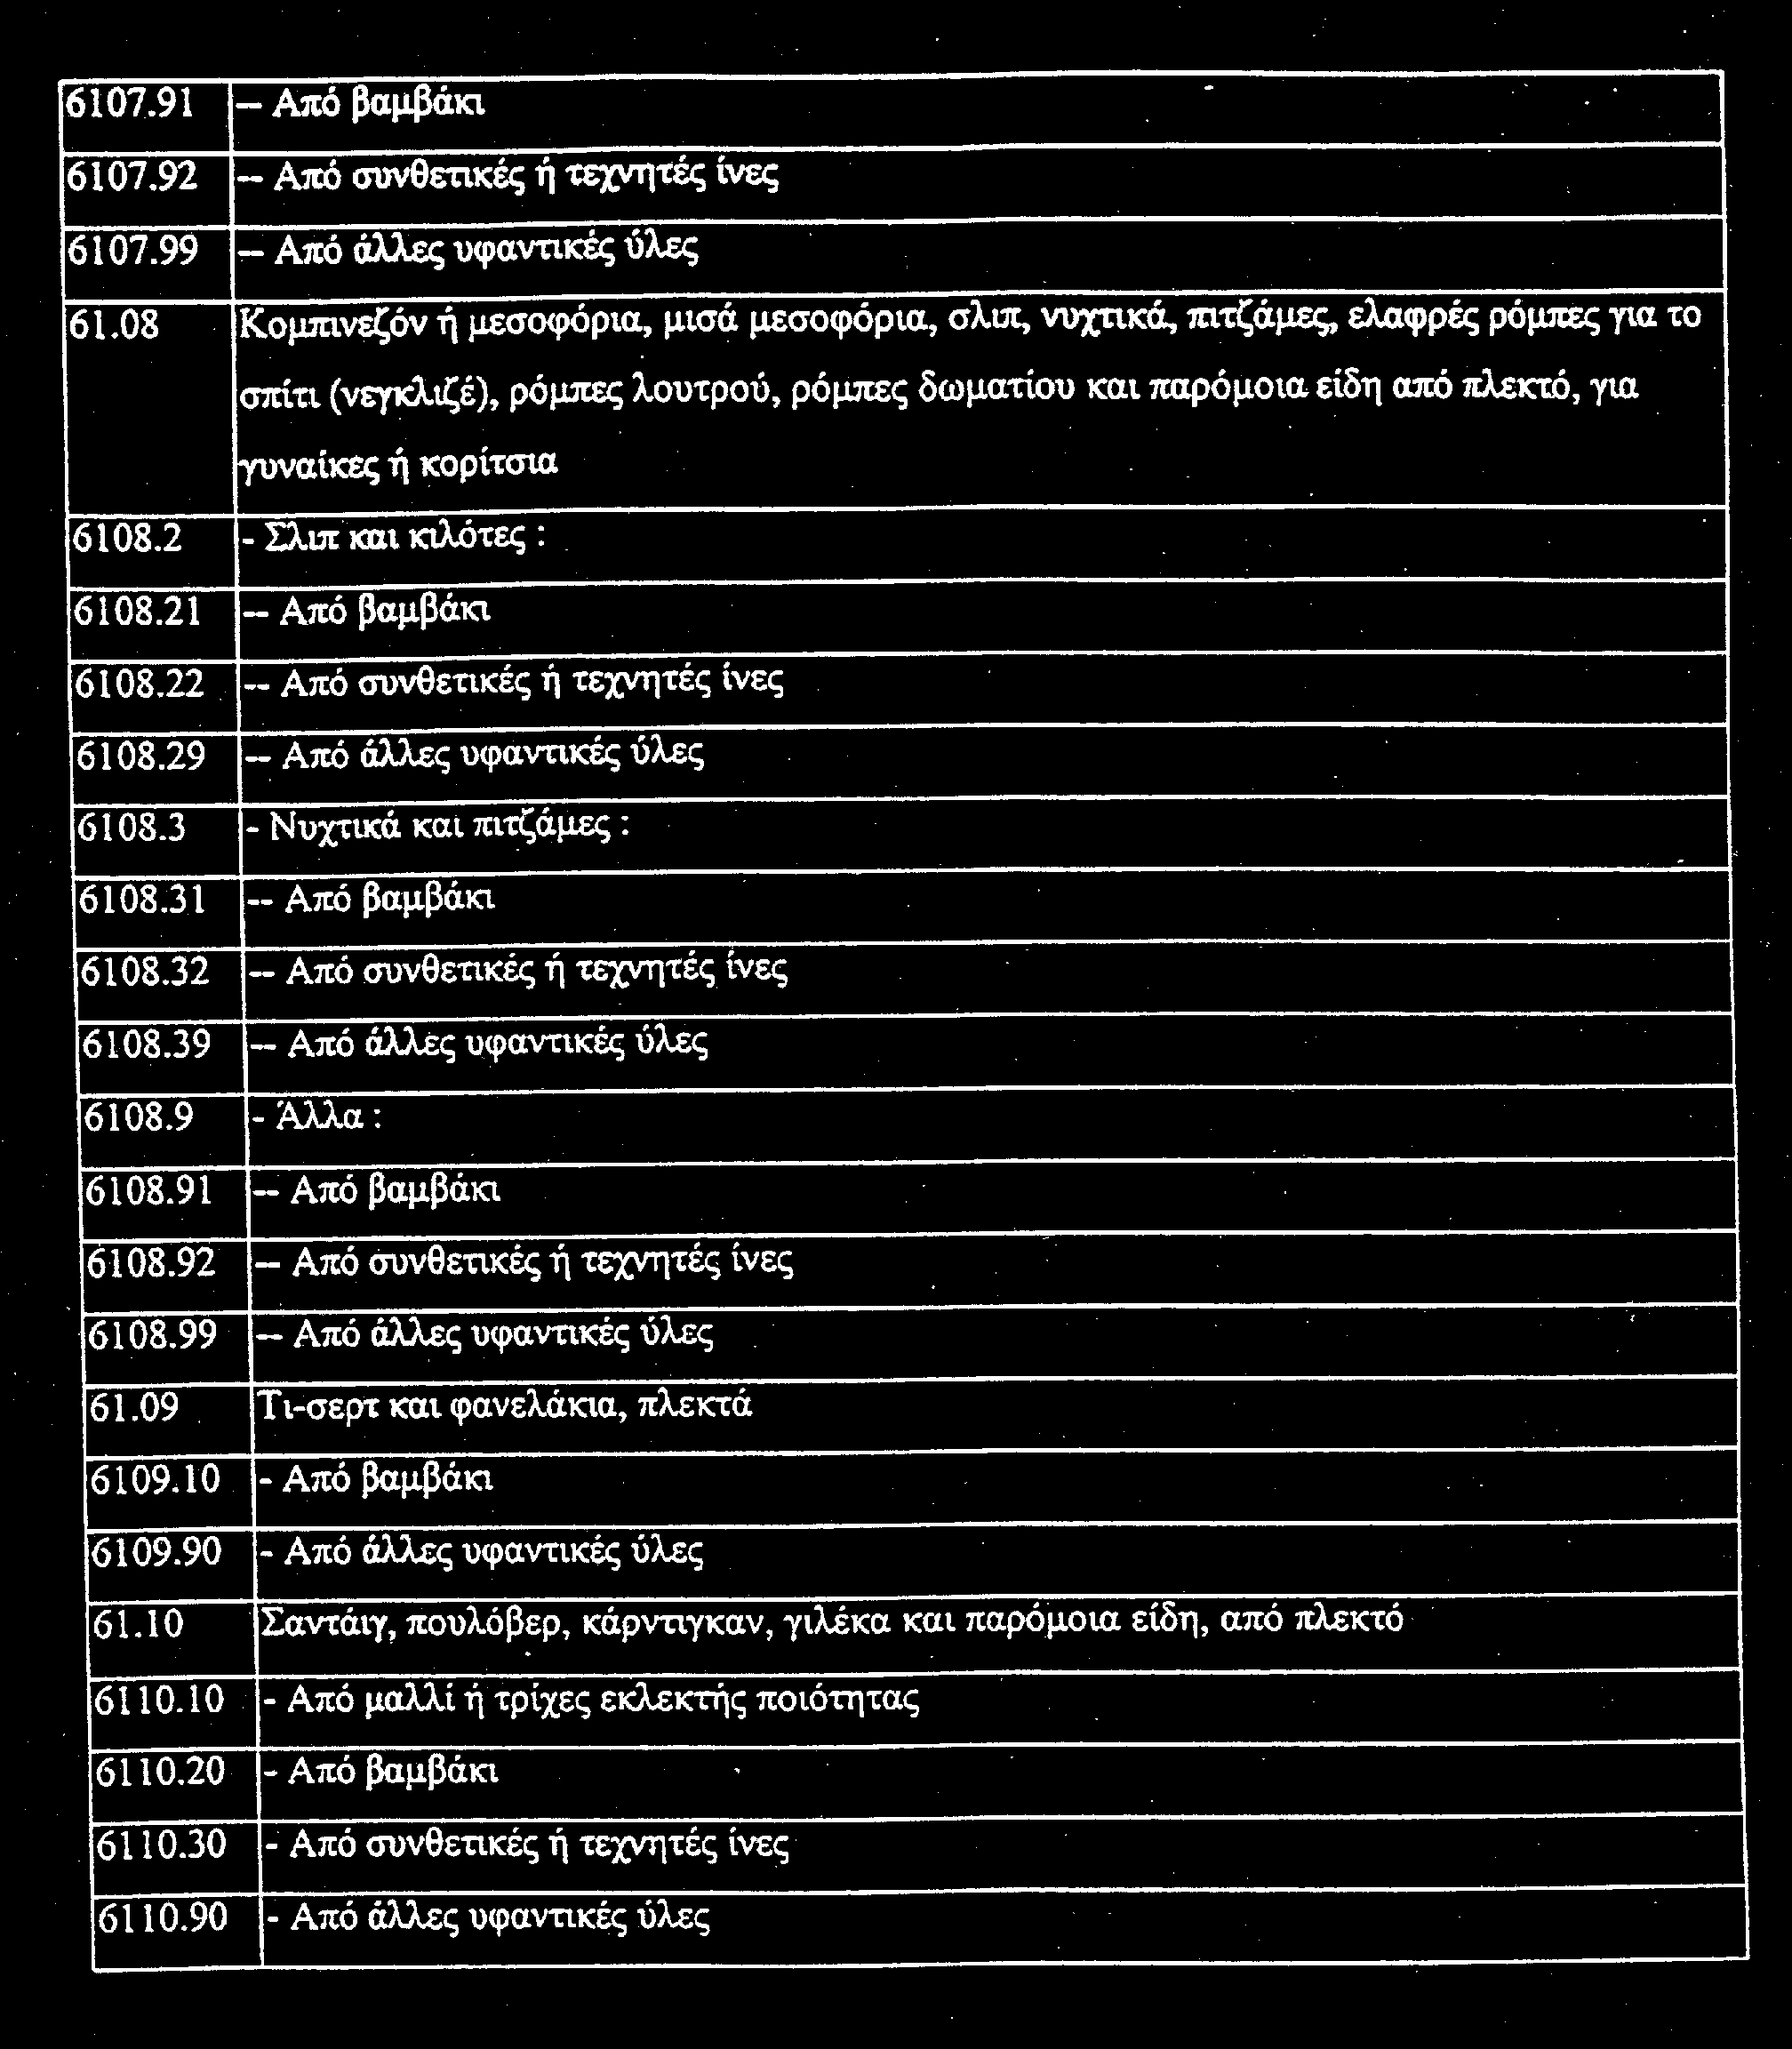 6107.91 -- Από βαμβάκι
6107.92 -- Από συνθετικές ή τεχνητές ίνες
6107.99 -- Από άλλες υφαντικές ύλες
61.08 Κομπινεζόν ή μεσοφόρια, μισά μεσοφόρια, σλιπ, νυχτικά, πιτζάμες, ελαφρές ρόμπες για το
σπίτι (νεγκλιζέ), ρόμπες λουτρού, ρόμπες δωματίου και παρόμοια είδη από πλεκτό, για
γυναίκες ή κορίτσια
6108.2 - Σλιπ και κιλότες :
6108.21 -- Από βαμβάκι
6108.22 -- Από συνθετικές ή τεχνητές ίνες
6108.29 -- Από άλλες υφαντικές ύλες
6108.3 - Νυχτικά και πιτζάμες :
6108.31 -- Από βαμβάκι
6108.32 -- Από συνθετικές ή τεχνητές ίνες
6108.39 -- Από άλλες υφαντικές ύλες
6108.9 - Άλλα :
6108.91 -- Από βαμβάκι
6108.92 -- Από συνθετικές ή τεχνητές ίνες
6108.99 -- Από άλλες υφαντικές ύλες
61.09 Τι-σερτ και φανελάκια, πλεκτά
6109.10 - Από βαμβάκι
6109.90 - Από άλλες υφαντικές ύλες
61.10 Σαντάιγ, πουλόβερ, κάρντιγκαν, γιλέκα και παρόμοια είδη, από πλεκτό
6110.10 - Από μαλλί ή τρίχες εκλεκτής ποιότητας
6110.20 - Από βαμβάκι
6110.30 - Από συνθετικές ή τεχνητές ίνες
6110.90 - Από άλλες υφαντικές ύλες